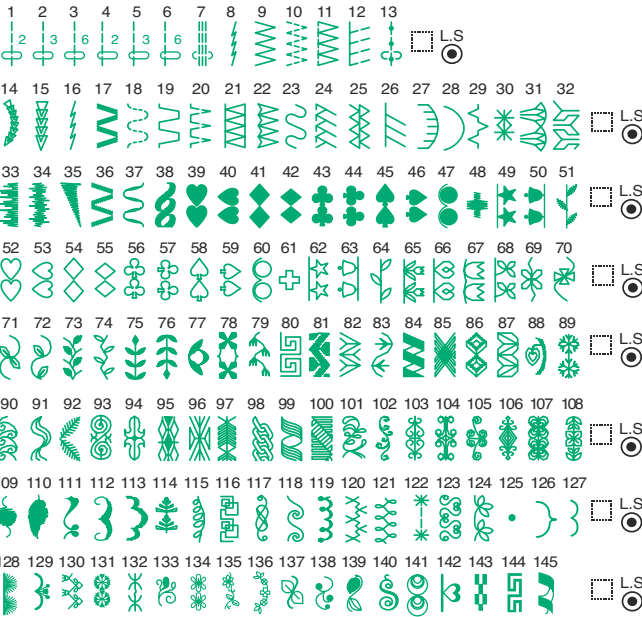 1 2 3 4 5 6 7 8 9 10 11 12 13
2 3 6 2 3 6 L.S
14 15 16 17 18 19 20 21 22 23 24 25 26 27 28 29 30 31 32
L.S
33 34 35 36 37 38 39 40 41 42 43 44 45 46 47 48 49 50 51
L.S
52 53 54 55 56 57 58 59 60 61 62 63 64 65 66 67 68 69 70
L.S
71 72 73 74 75 76 77 78 79 80 81 82 83 84 85 86 87 88 89
L.S
90 91 92 93 94 95 96 97 98 99 100 101 102 103 104 105 106 107 108
L.S
09 110 111 112 113 114 115 116 117 118 119 120 121 122 123 124 125 126 127
L.S
128 129 130 131 132 133 134 135 136 137 138 139 140 141 142 143 144 145
L.S